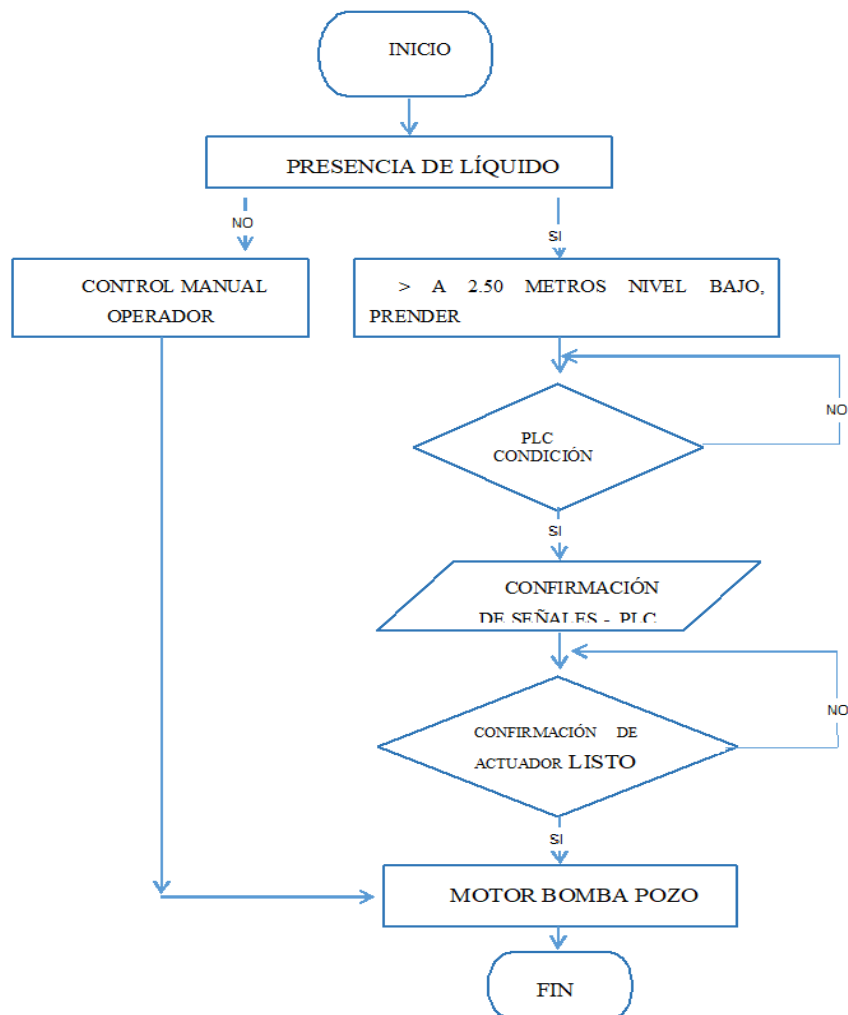 INICIO
PRESENCIA DE LÍQUIDO
NO
SI
CONTROL MANUAL
OPERADOR
> A 2.50 METROS NIVEL BAJO,
PRENDER
NO
PLC
CONDICIÓN
SI
CONFIRMACIÓN
DE SEÑALES - PLC
NO
CONFIRMACIÓN DE
ACTUADOR LISTO
SI
MOTOR BOMBA POZO
FIN